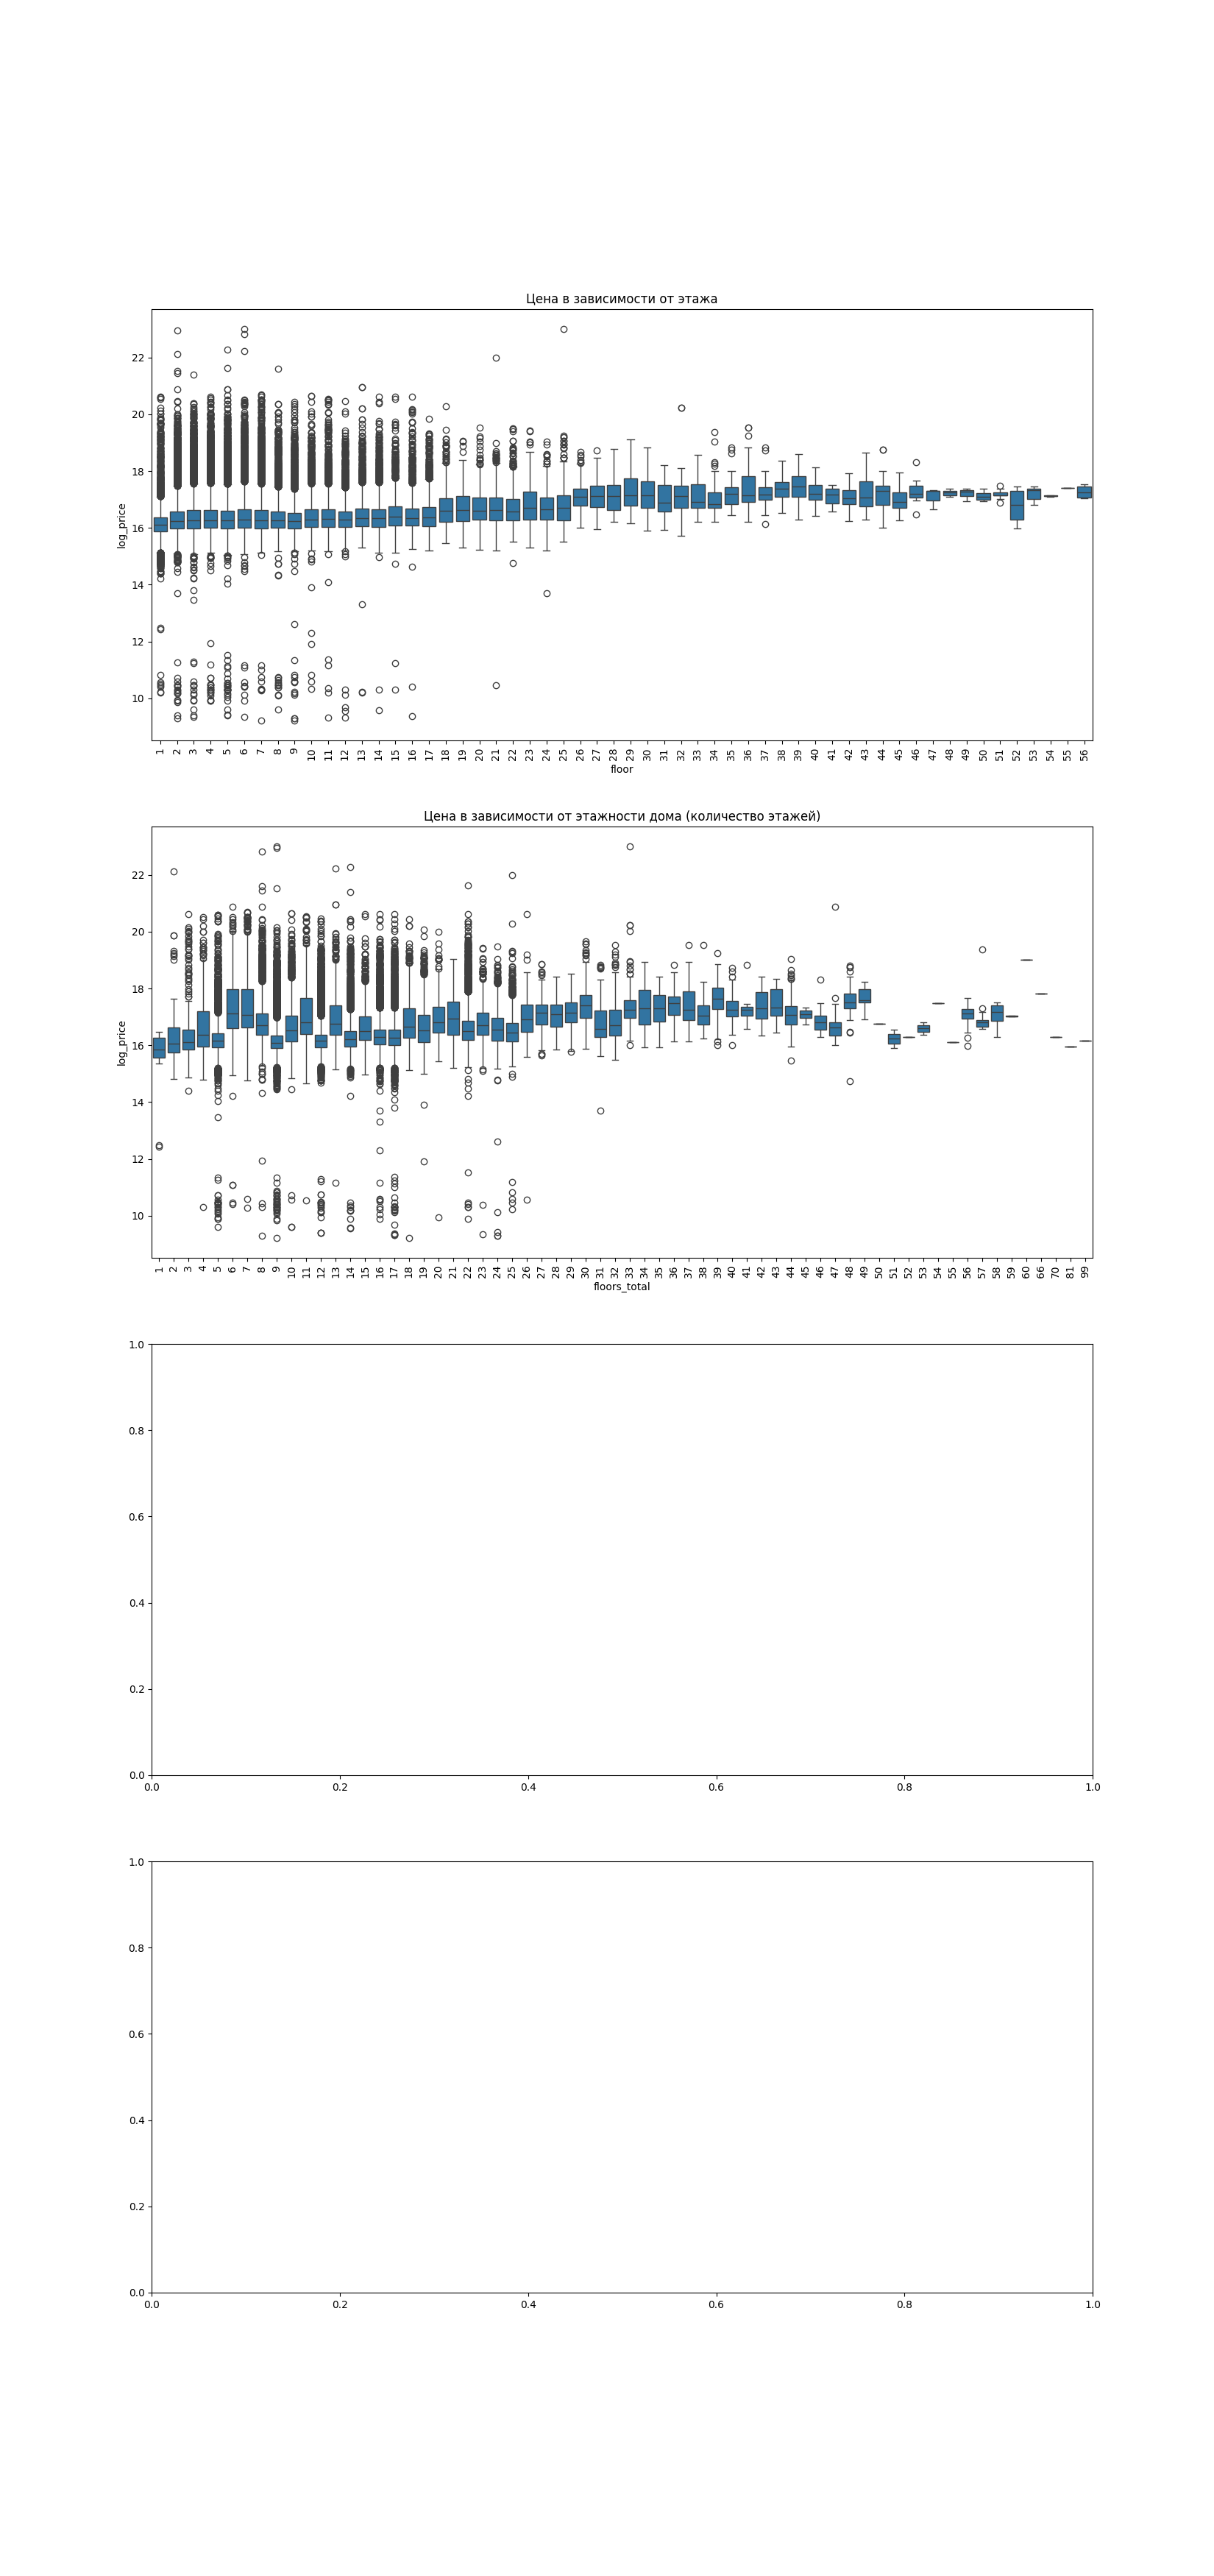 Цена в зависимости от этажа
22
20
18
16
14
12
10
log_price
1 2 3 4 5 6 7 8 9 10 11 12 13 14 15 16 17 18 19 20 21 22 23 24 25 26 27 28 29 30 31 32 33 34 35 36 37 38 39 40 41 42 43 44 45 46 47 48 49 50 51 52 53 54 55 56
floor
Цена в зависимости от этажности дома (количество этажей)
22
20
18
16
14
12
10
log_price
1 2 3 4 5 6 7 8 9 10 11 12 13 14 15 16 17 18 19 20 21 22 23 24 25 26 27 28 29 30 31 32 33 34 35 36 37 38 39 40 41 42 43 44 45 46 47 48 49 50 51 52 53 54 55 56 57 58 59 60 66 70 81 99
floors_total
1.0
0.8
0.6
0.4
0.2
0.0
0.0 0.2 0.4 0.6 0.8 1.0
1.0
0.8
0.6
0.4
0.2
0.0
0.0 0.2 0.4 0.6 0.8 1.0